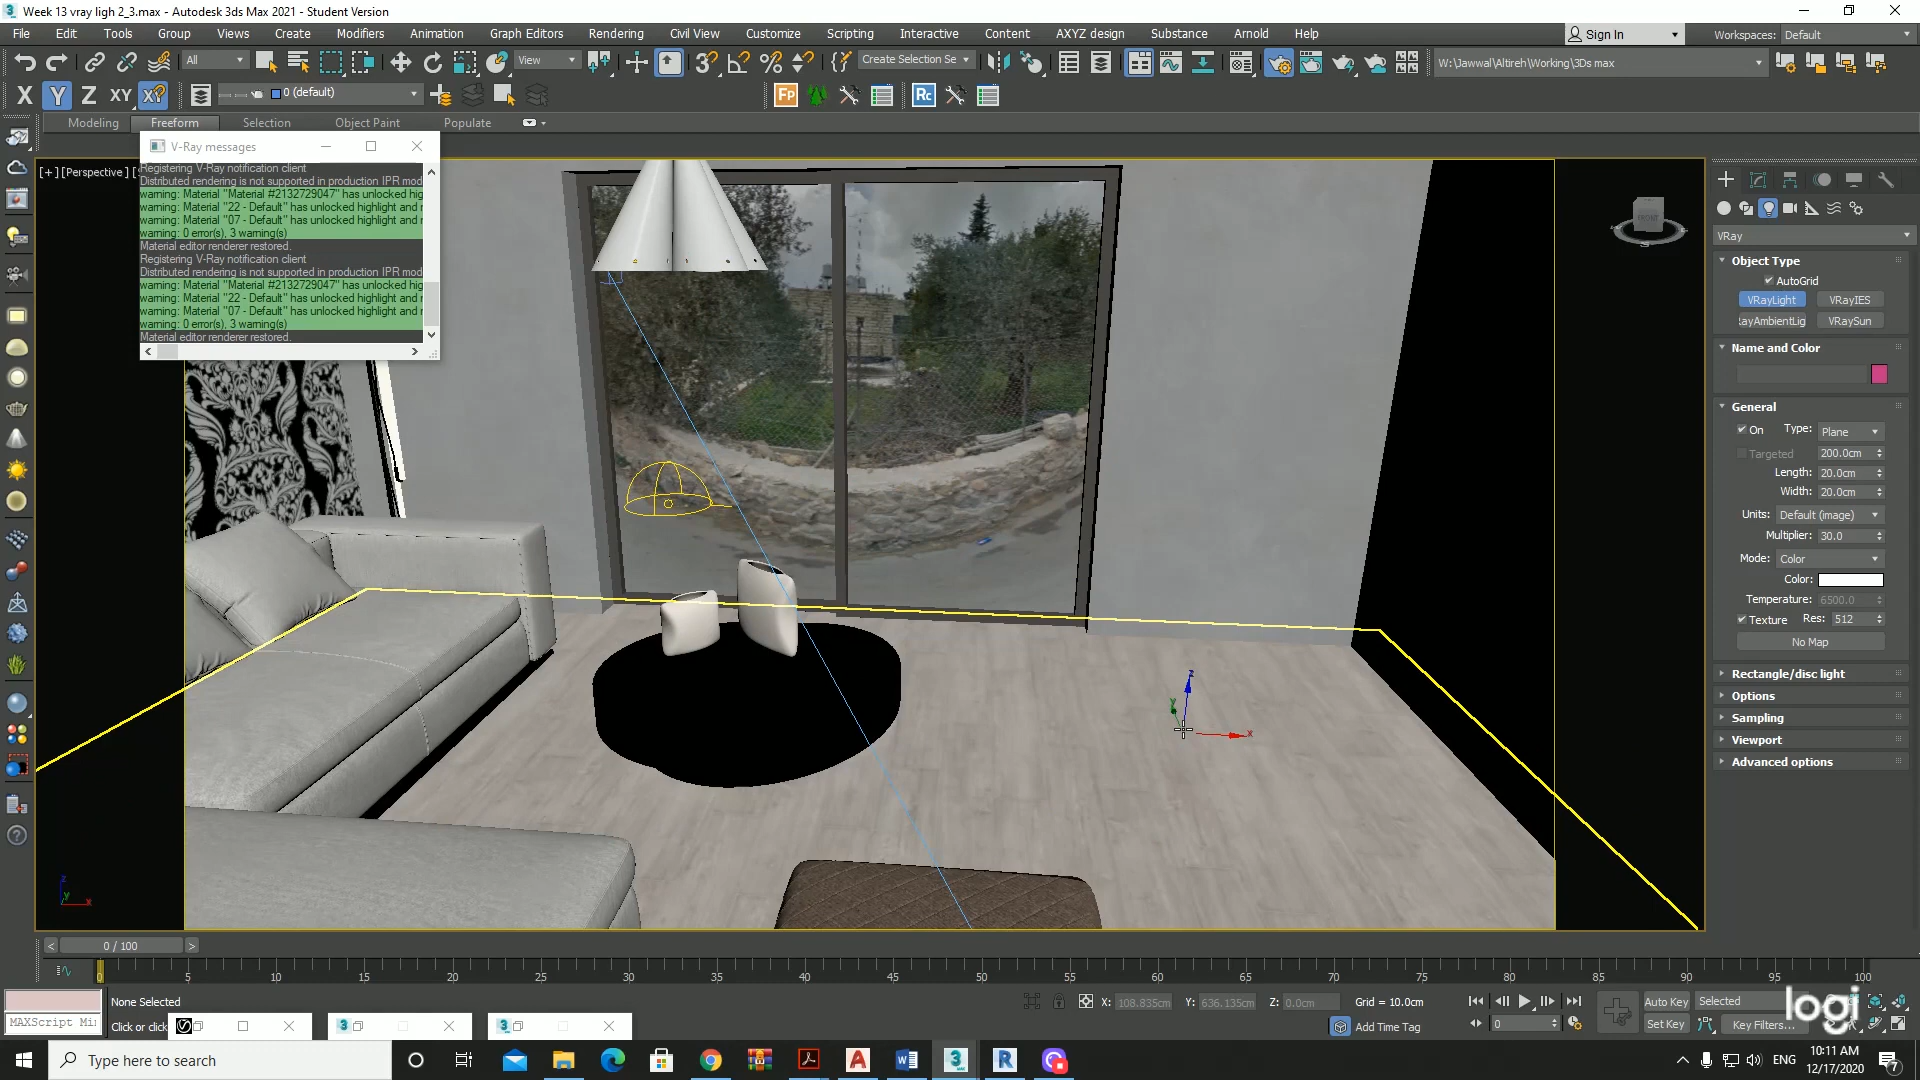 Week 13 vray ligh 2_3.max - Autodesk 3ds Max 2021 - Student Version
File Edit Tools Group Views Create Modifiers Animation Graph Editors Rendering Civil View Customize Scripting Interactive Content AXYZ design Substance Arnold Help
Sign In
Workspaces: Default
All
View
Create Selection Se
W:\Jawwal\Altireh\Working\3Ds max
X Y Z XY XY
0 (default)
Fp
Rc
Modeling Freeform Selection Object Paint Populate
V-Ray messages
Registering V-Ray notification client
Distributed rendering is not supported in production IPR mod
warning: Material "Material #2132729047" has unlocked hig
warning: Material "22 - Default" has unlocked highlight and r
warning: Material "07 - Default" has unlocked highlight and r
warning: 0 error(s), 3 warning(s)
Material editor renderer restored.
Registering V-Ray notification client
Distributed rendering is not supported in production IPR mod
warning: Material "Material #2132729047" has unlocked hig
warning: Material "22 - Default" has unlocked highlight and r
warning: Material "07 - Default" has unlocked highlight and r
warning: 0 error(s), 3 warning(s)
Material editor renderer restored.
[+] [Perspective ]
FRONT
z
y
x
z
y
x
VRay
Object Type
AutoGrid
VRayLight VRayIES
RayAmbientLig VRaySun
Name and Color
General
On Type: Plane
Targeted 200.0cm
Length: 20.0cm
Width: 20.0cm
Units: Default (image)
Multiplier: 30.0
Mode: Color
Color:
Temperature: 6500.0
Texture Res: 512
No Map
Rectangle/disc light
Options
Sampling
Viewport
Advanced options
< 0 / 100 >
0 5 10 15 20 25 30 35 40 45 50 55 60 65 70 75 80 85 90 95 100
None Selected
X: 108.835cm Y: 636.135cm Z: 0.0cm Grid = 10.0cm
Auto Key Selected
MAXScript Mi
Click or click
Add Time Tag
0
Set Key Key Filters...
logi
Type here to search
ENG
10:11 AM
12/17/2020
7